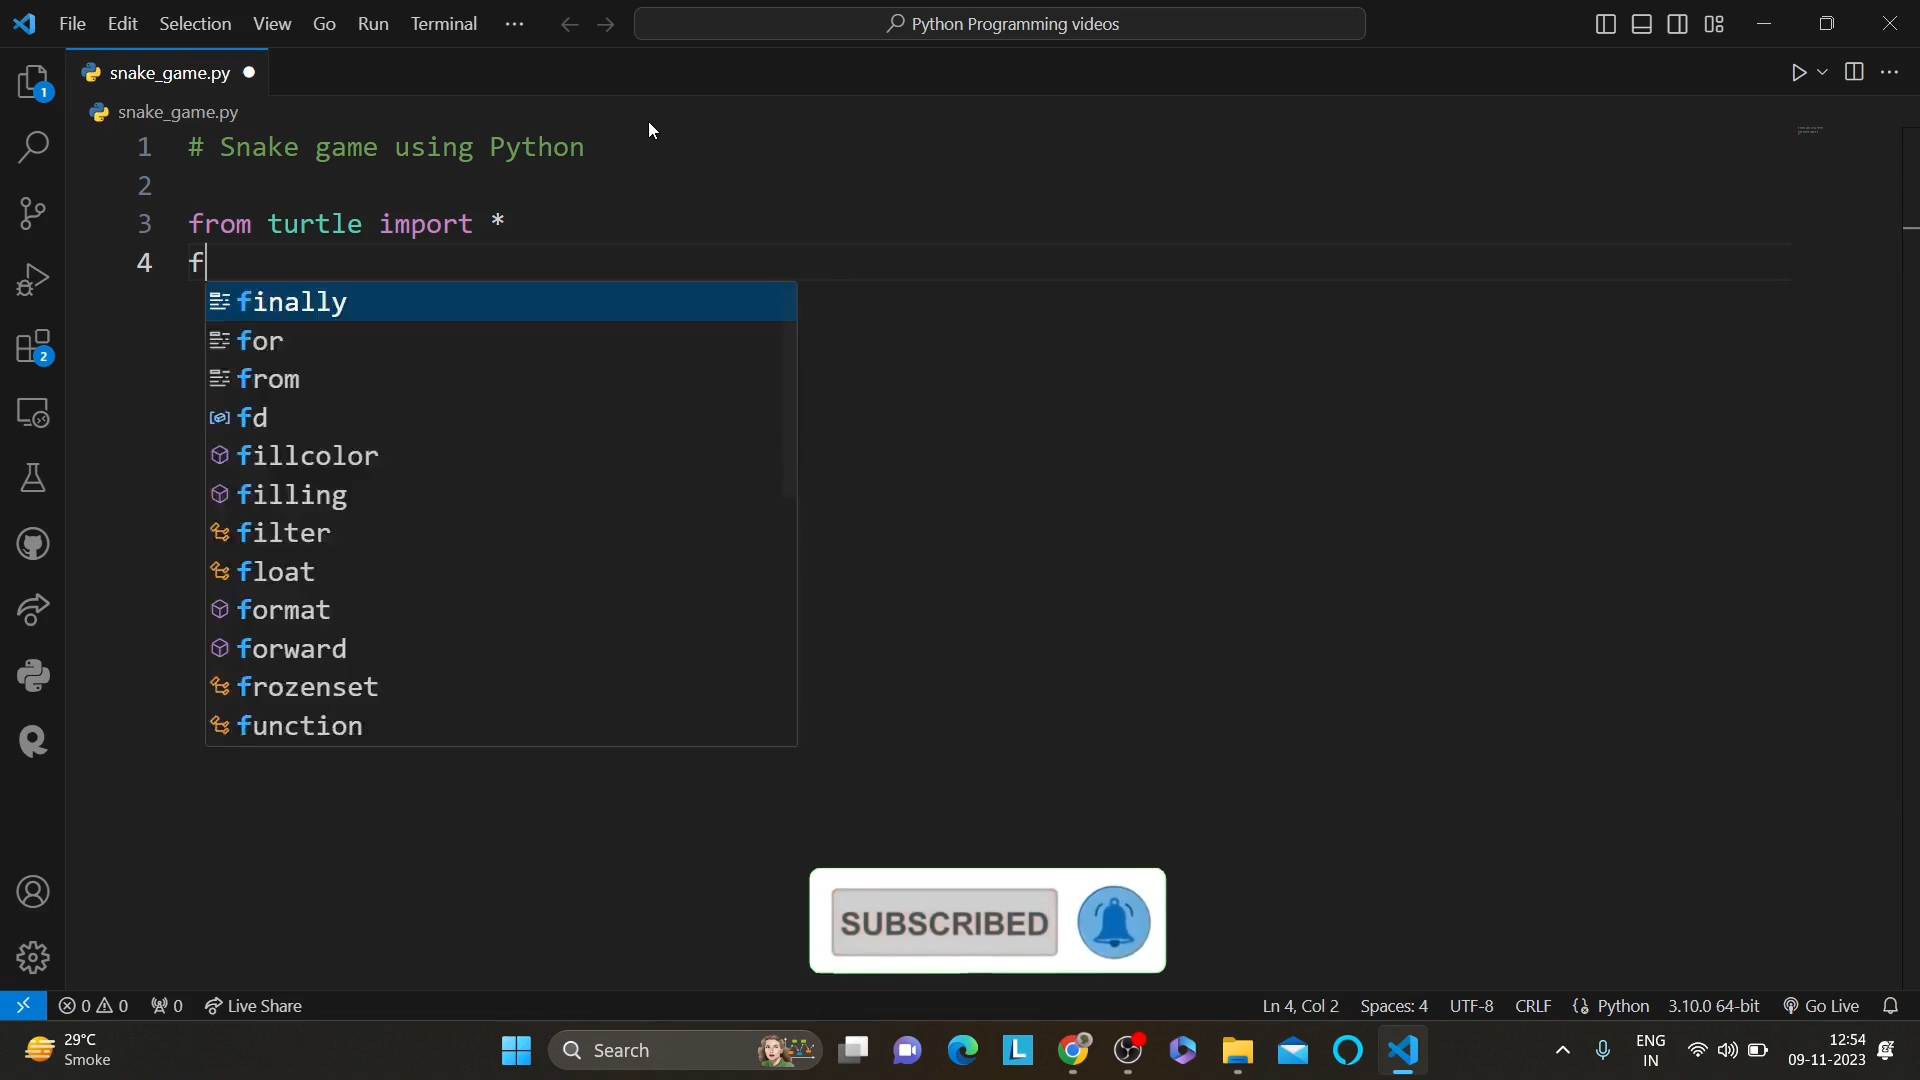 File Edit Selection View Go Run Terminal ... Python Programming videos
1
snake_game.py
snake_game.py
1 # Snake game using Python
2
3 from turtle import *
4 f
finally
for
2
from
fd
fillcolor
filling
filter
float
format
forward
frozenset
function
SUBSCRIBED
0 0 0 Live Share Ln 4, Col 2 Spaces: 4 UTF-8 CRLF Python 3.10.0 64-bit Go Live
29°C
Smoke
Search
L
ENG
IN
12:54
09-11-2023